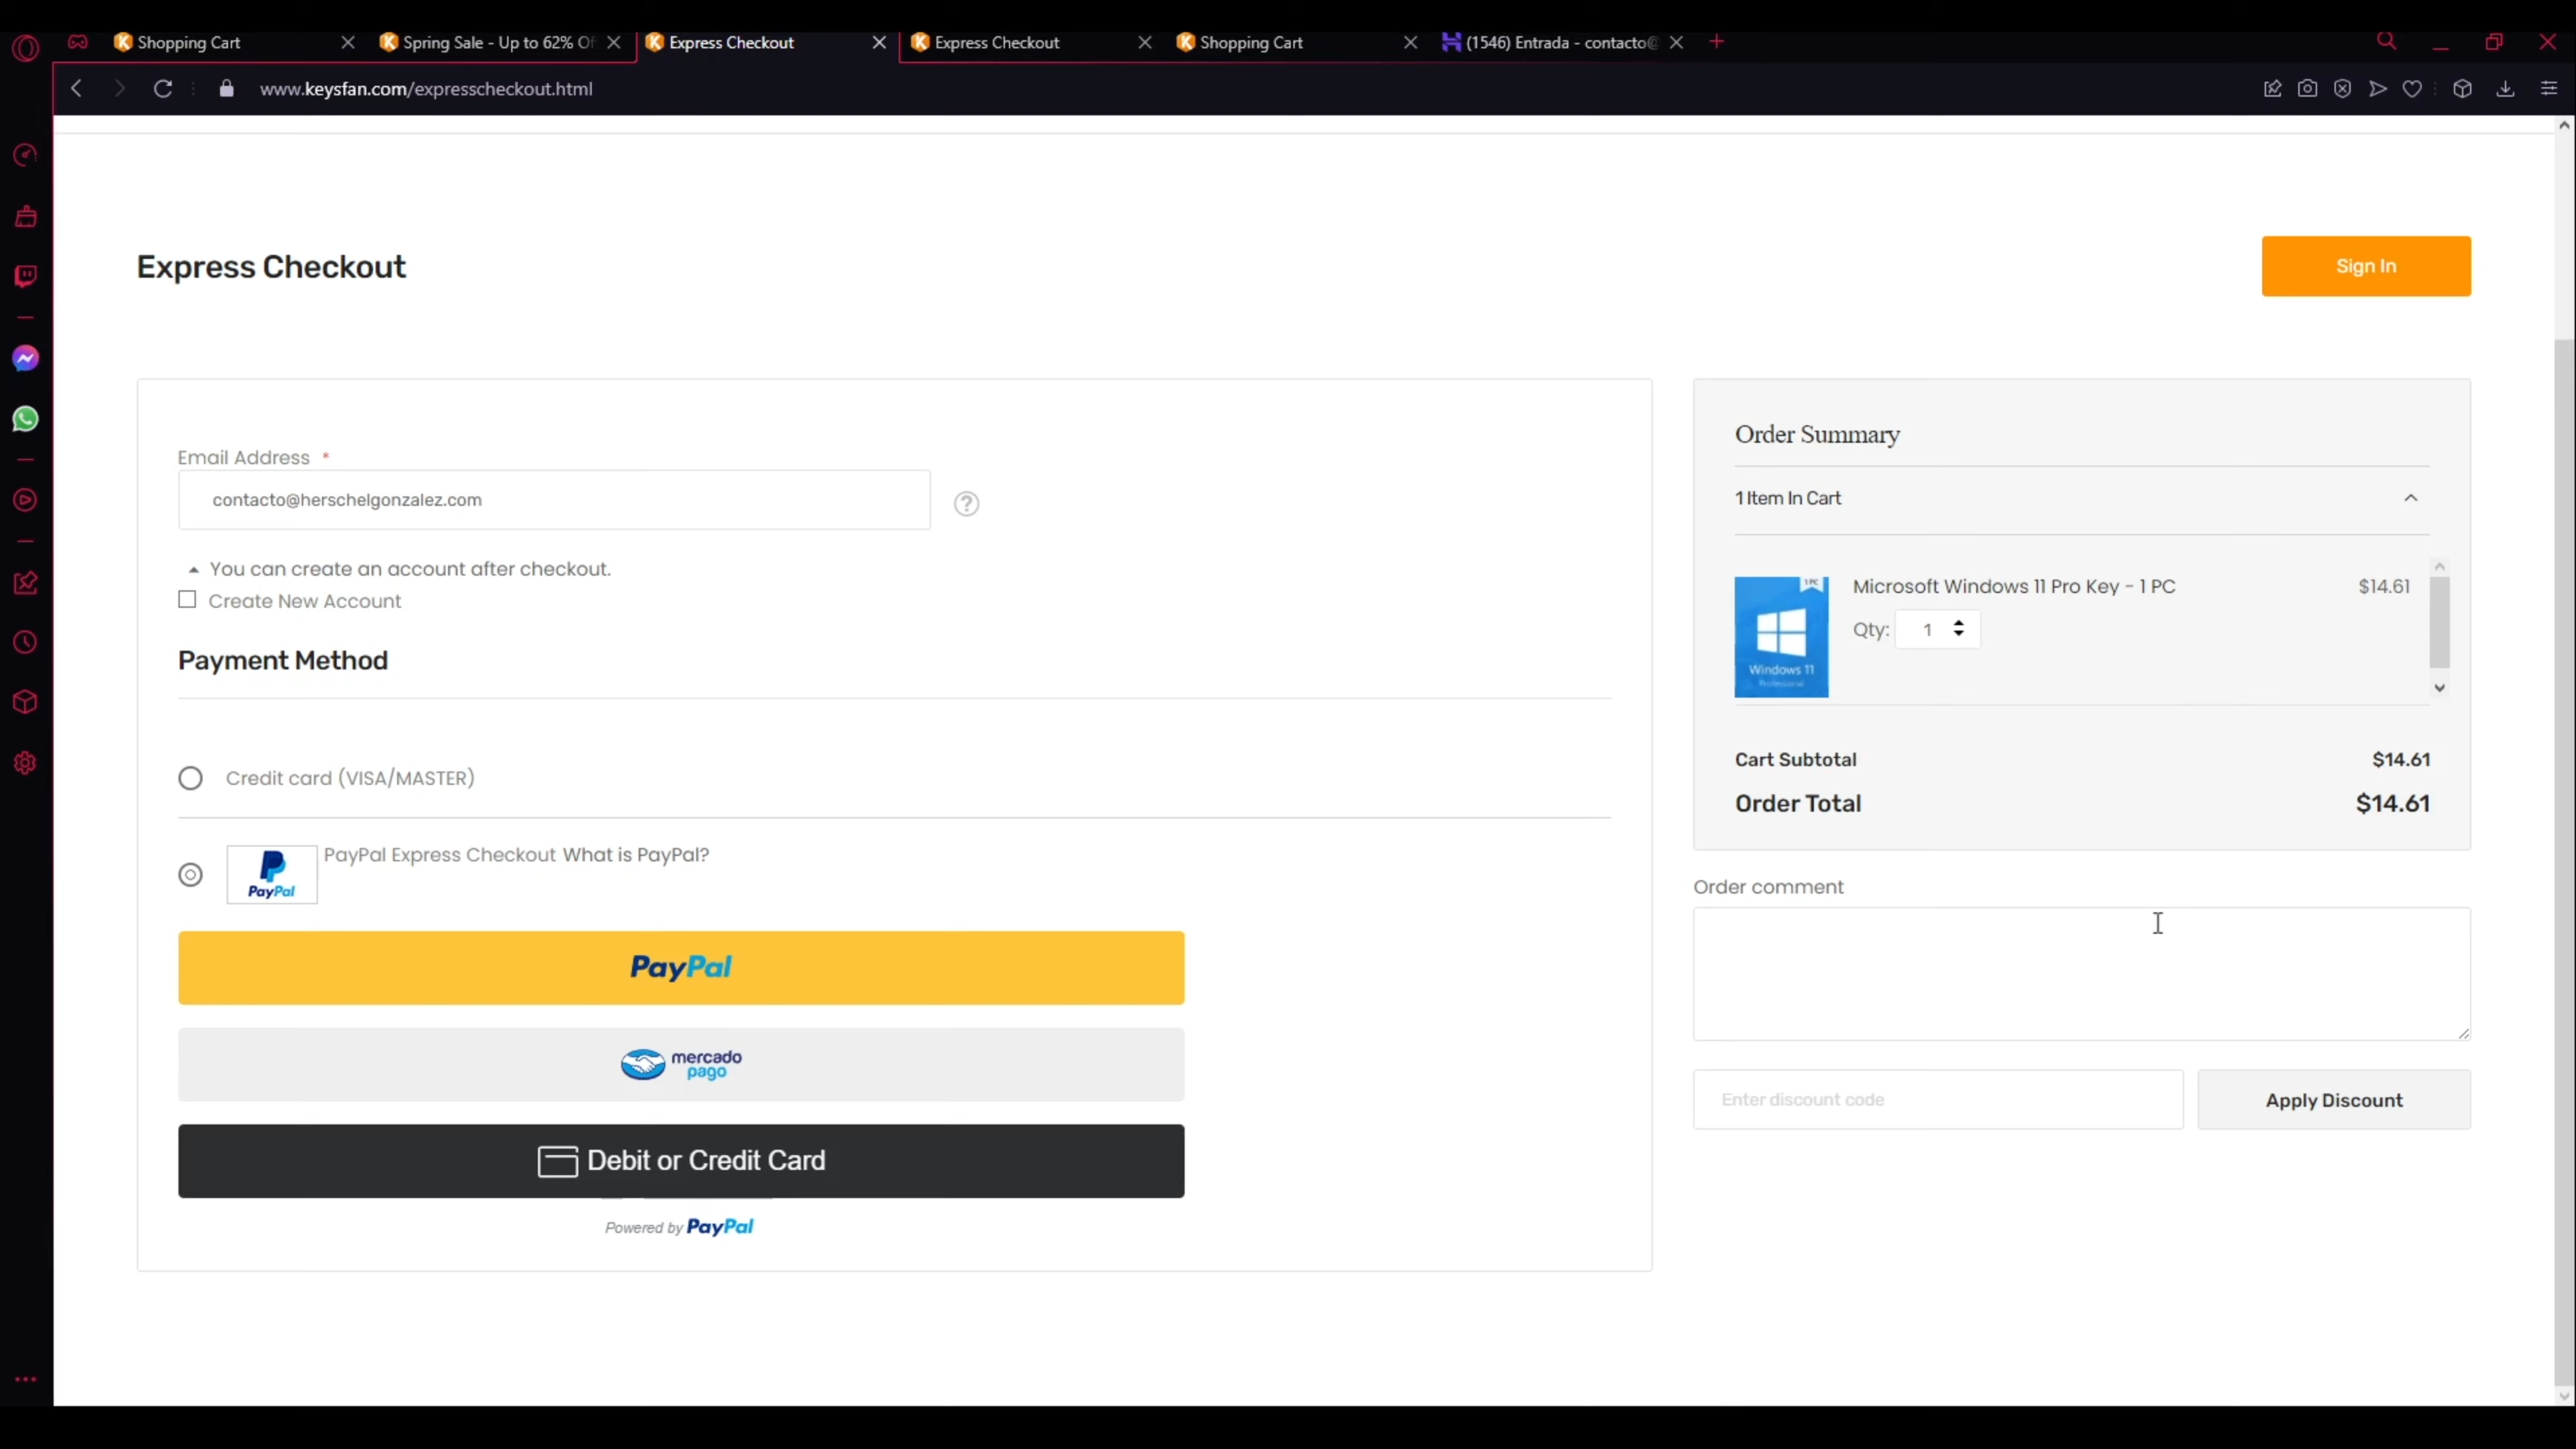 Shopping Cart
Spring Sale - Up to 62% Of
Express Checkout
Express Checkout
Shopping Cart
(1546) Entrada - contacto@
www.keysfan.com/expresscheckout.html
Express Checkout
Sign In
Email Address *
contacto@herschelgonzalez.com
You can create an account after checkout.
Create New Account
Payment Method
Credit card (VISA/MASTER)
PayPal
PayPal Express Checkout What is PayPal?
PayPal
mercado
pago
Debit or Credit Card
Powered by PayPal
Order Summary
1 Item In Cart
1 PC
Windows 11
Professional
Microsoft Windows 11 Pro Key - 1 PC
$14.61
Qty: 1
Cart Subtotal
$14.61
Order Total
$14.61
Order comment
Enter discount code
Apply Discount